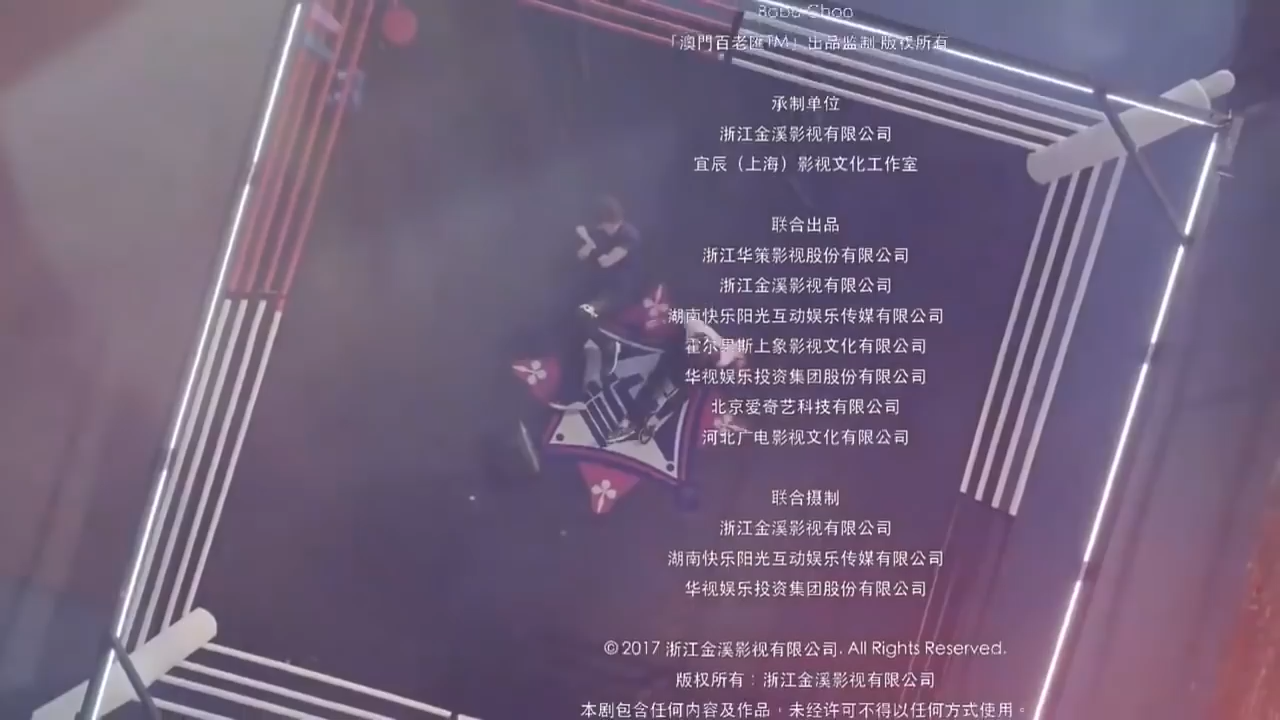 「澳門百老匯TM」出品监制 版权所有
承制单位
浙江金溪影视有限公司
宜辰（上海）影视文化工作室
联合出品
浙江华策影视股份有限公司
浙江金溪影视有限公司
湖南快乐阳光互动娱乐传媒有限公司
霍尔果斯上象影视文化有限公司
华视娱乐投资集团股份有限公司
北京爱奇艺科技有限公司
河北广电影视文化有限公司
联合摄制
浙江金溪影视有限公司
湖南快乐阳光互动娱乐传媒有限公司
华视娱乐投资集团股份有限公司
© 2017 浙江金溪影视有限公司. All Rights Reserved.
版权所有：浙江金溪影视有限公司
本剧包含任何内容及作品，未经许可不得以任何方式使用。